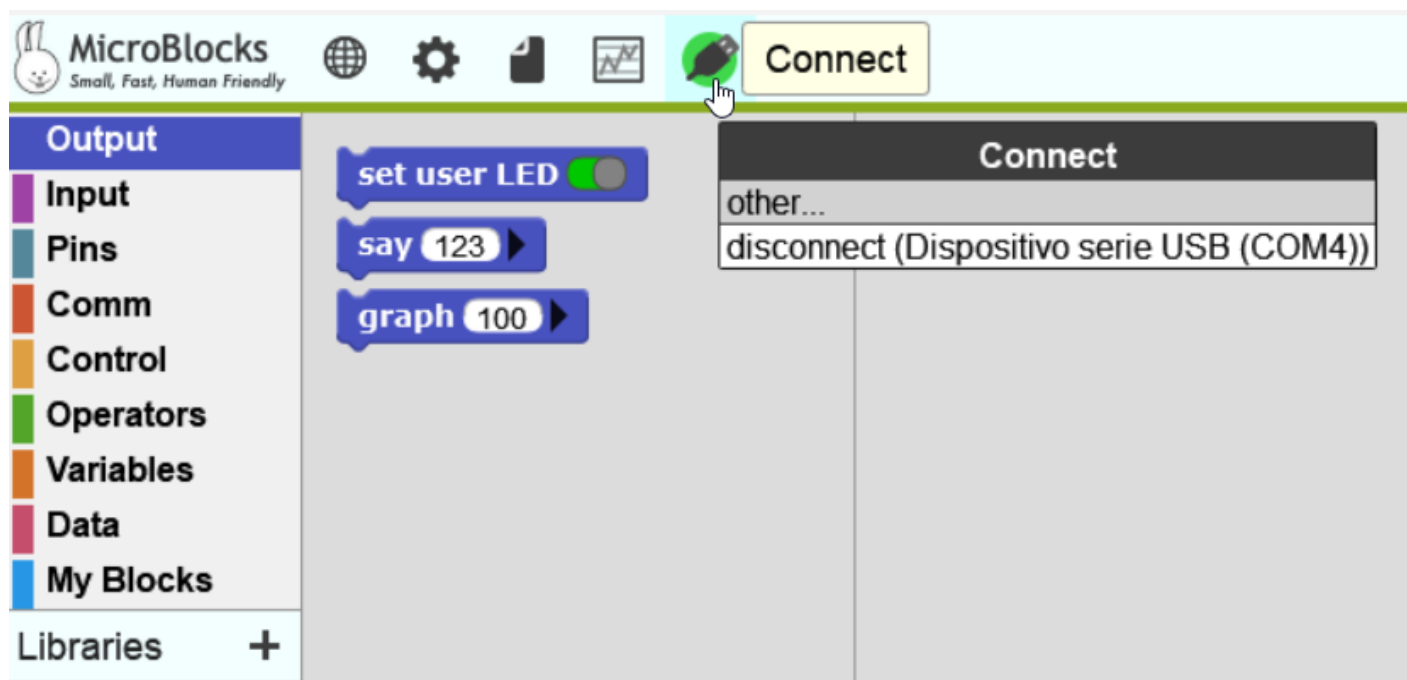 MicroBlocks
Small, Fast, Human Friendly
Connect
Output
Input
Pins
Comm
Control
Operators
Variables
Data
My Blocks
Libraries +
set user LED
say 123
graph 100
Connect
other...
disconnect (Dispositivo serie USB (COM4))